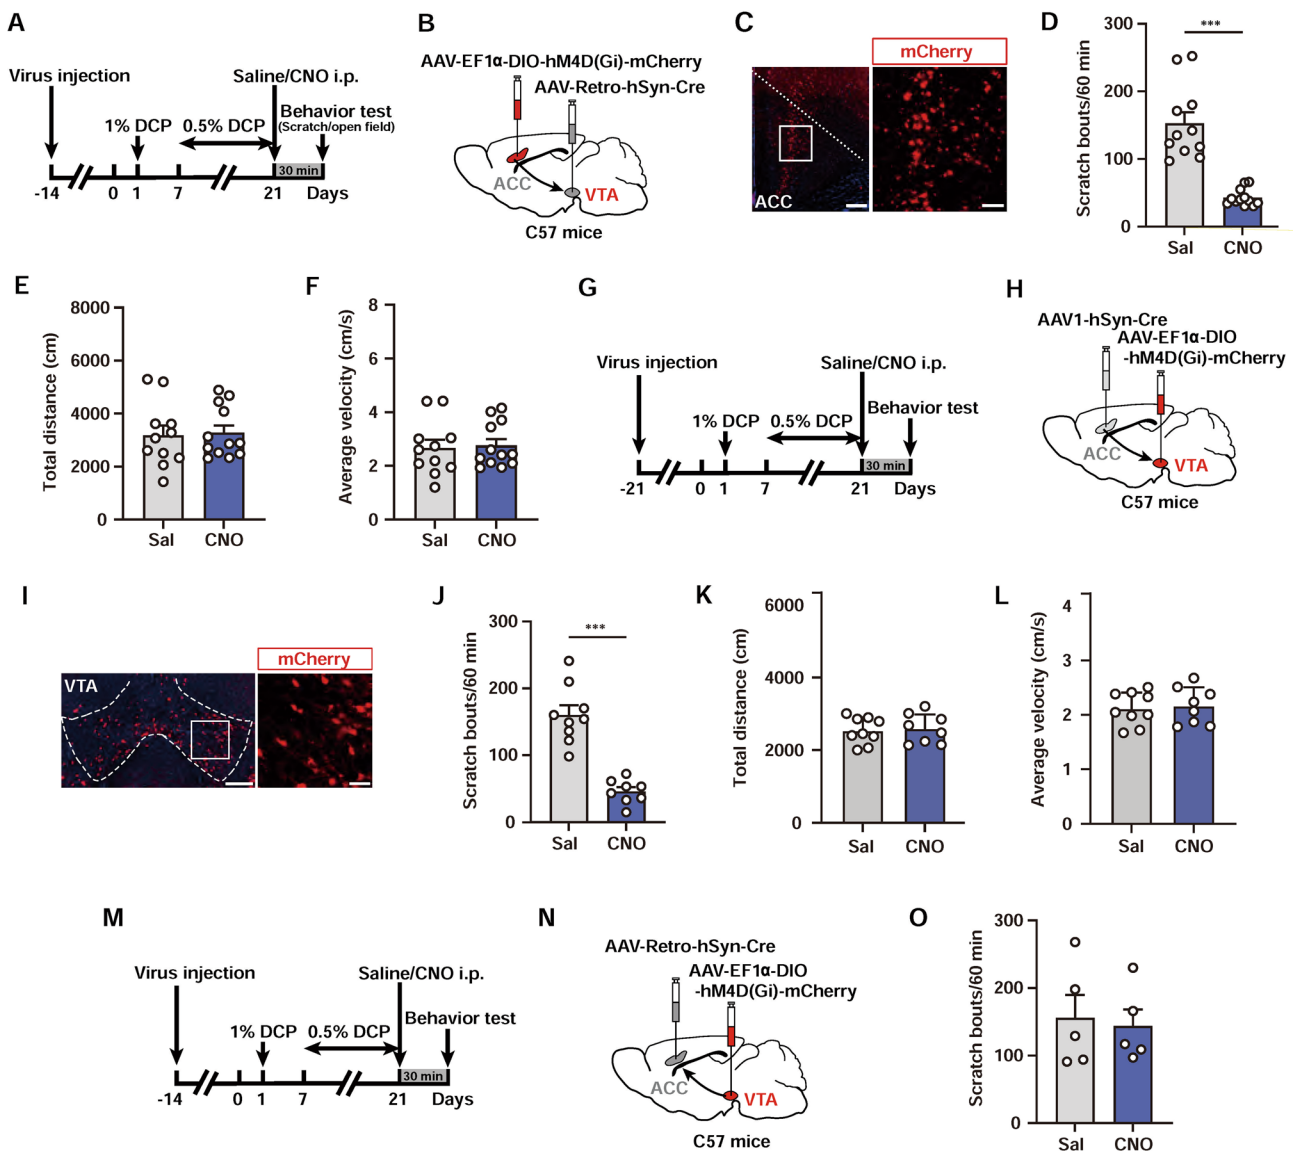 A
Virus injection
Saline/CNO i.p.
Behavior test
(Scratch/open field)
1% DCP
0.5% DCP
30 min
-14
0
1
7
21
Days
B
AAV-EF1α-DIO-hM4D(Gi)-mCherry
AAV-Retro-hSyn-Cre
ACC
VTA
C57 mice
C
mCherry
ACC
D
Scratch bouts/60 min
300
200
100
0
***
Sal
CNO
E
Total distance (cm)
8000
6000
4000
2000
0
Sal
CNO
F
Average velocity (cm/s)
8
6
4
2
0
Sal
CNO
G
Virus injection
Saline/CNO i.p.
Behavior test
1% DCP
0.5% DCP
30 min
-21
0
1
7
21
Days
H
AAV1-hSyn-Cre
AAV-EF1α-DIO
-hM4D(Gi)-mCherry
ACC
VTA
C57 mice
I
mCherry
VTA
J
Scratch bouts/60 min
300
200
100
0
***
Sal
CNO
K
Total distance (cm)
6000
4000
2000
0
Sal
CNO
L
Average velocity (cm/s)
4
3
2
1
0
Sal
CNO
M
Virus injection
Saline/CNO i.p.
Behavior test
1% DCP
0.5% DCP
30 min
-14
0
1
7
21
Days
N
AAV-Retro-hSyn-Cre
AAV-EF1α-DIO
-hM4D(Gi)-mCherry
ACC
VTA
C57 mice
O
Scratch bouts/60 min
300
200
100
0
Sal
CNO